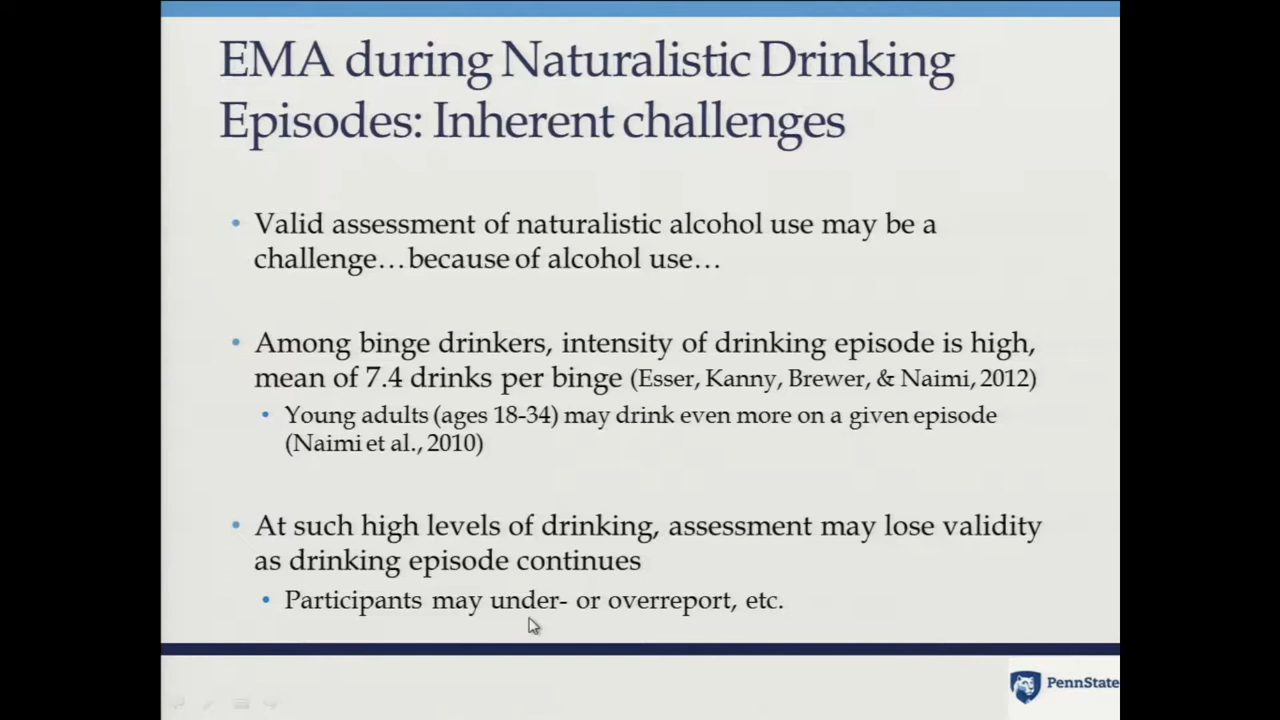 EMA during Naturalistic Drinking
Episodes: Inherent challenges
• Valid assessment of naturalistic alcohol use may be a
challenge…because of alcohol use…
• Among binge drinkers, intensity of drinking episode is high,
mean of 7.4 drinks per binge (Esser, Kanny, Brewer, & Naimi, 2012)
• Young adults (ages 18-34) may drink even more on a given episode
(Naimi et al., 2010)
• At such high levels of drinking, assessment may lose validity
as drinking episode continues
• Participants may under- or overreport, etc.
PennState